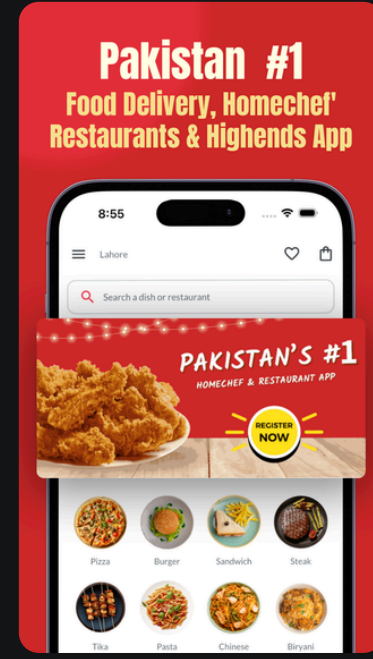 Pakistan #1
Food Delivery, Homechef'
Restaurants & Highends App
8:55
Lahore
Search a dish or restaurant
PAKISTAN'S #1
HOMECHEF & RESTAURANT APP
REGISTER
NOW
Pizza Burger Sandwich Steak
Tika Pasta Chinese Biryani